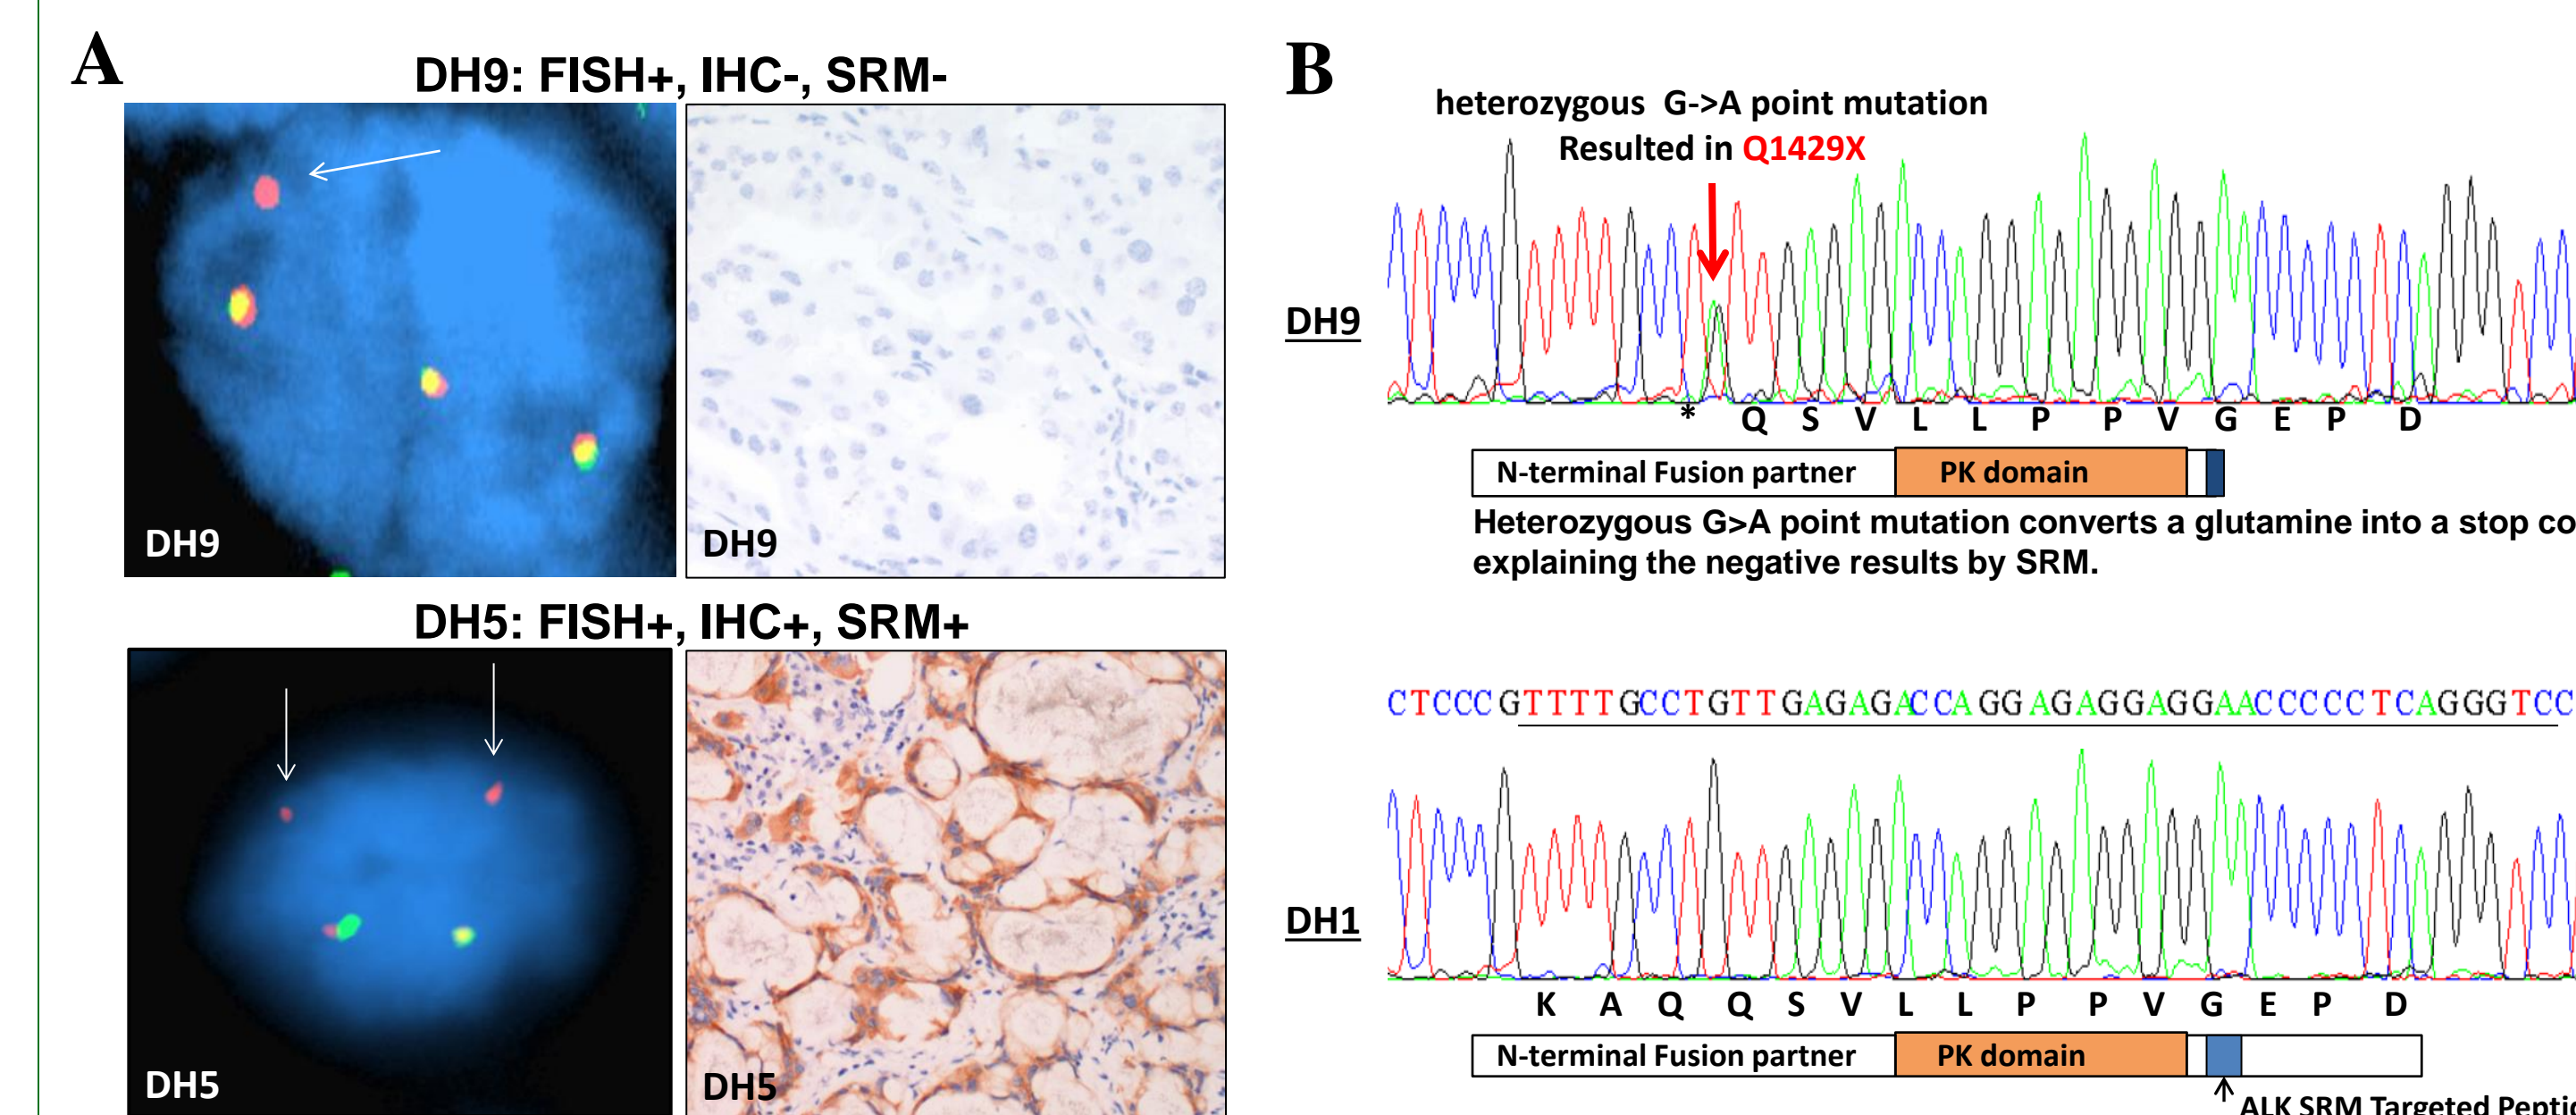 A
DH9: FISH+, IHC-, SRM-
DH9
DH9
DH5: FISH+, IHC+, SRM+
DH5
DH5
B
heterozygous G->A point mutation
Resulted in Q1429X
DH9
* Q S V L L P P V G E P D
N-terminal Fusion partner PK domain
Heterozygous G>A point mutation converts a glutamine into a stop co
explaining the negative results by SRM.
CTCCCGTTTTGCCTGTTGAGAGACCAGGAGAGGAGGAACCCCCTCAGGGTCC
DH1
K A Q Q S V L L P P V G E P D
N-terminal Fusion partner PK domain
ALK SRM Targeted Peptid